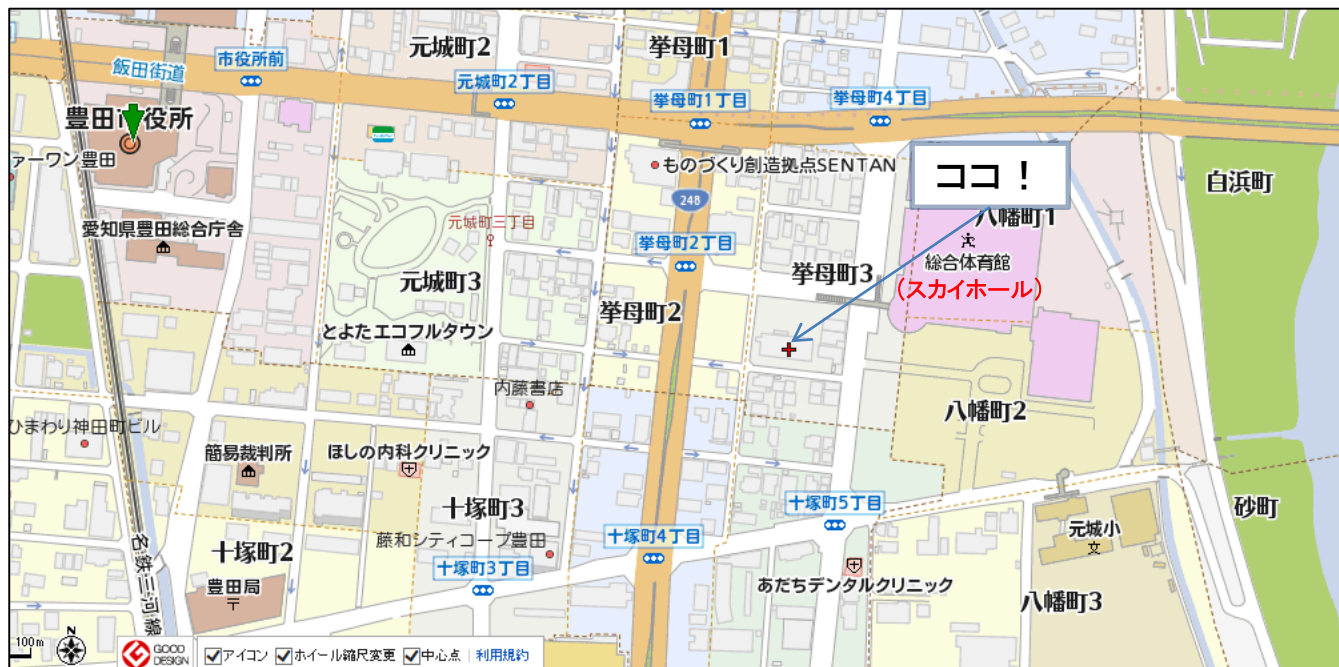 元城町2
挙母町1
市役所前
飯田街道
元城町2丁目
挙母町1丁目
挙母町4丁目
豊田市役所
ァーワン豊田
ものづくり創造拠点SENTAN
ココ！
白浜町
248
愛知県豊田総合庁舎
元城町三丁目
挙母町2丁目
八幡町1
総合体育館
(スカイホール)
元城町3
挙母町3
挙母町2
とよたエコフルタウン
内藤書店
八幡町2
ひまわり神田町ビル
簡易裁判所
ほしの内科クリニック
十塚町3
十塚町5丁目
砂町
元城小
藤和シティコープ豊田
十塚町4丁目
十塚町2
十塚町3丁目
名鉄三河線
豊田局
あだちデンタルクリニック
八幡町3
100m
N
GOOD DESIGN
アイコン ホイール縮尺変更 中心点 | 利用規約